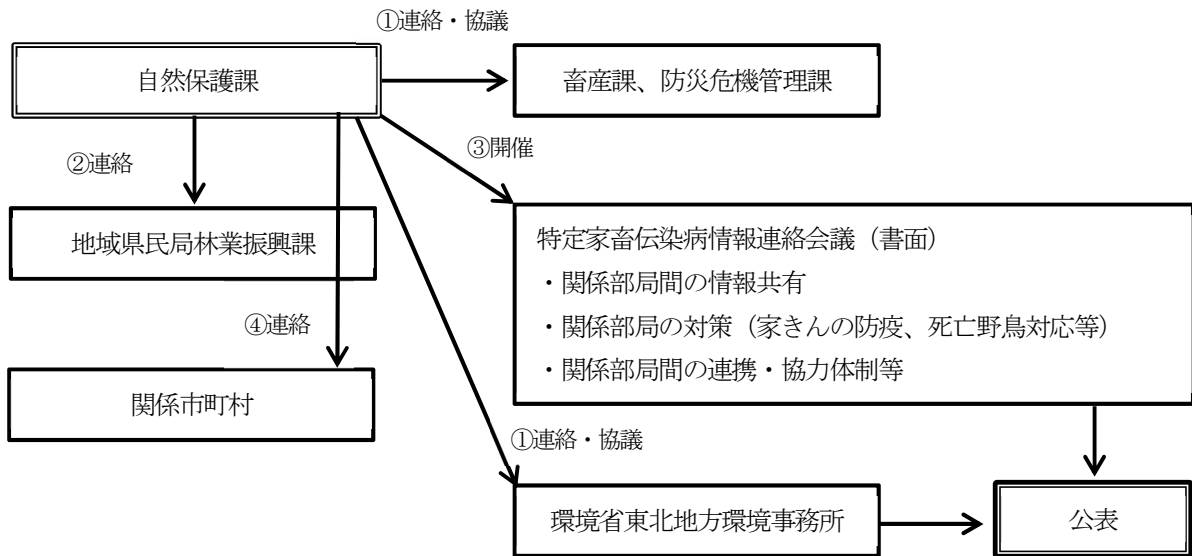 ①連絡・協議
自然保護課
畜産課、防災危機管理課
③開催
②連絡
地域県民局林業振興課
特定家畜伝染病情報連絡会議（書面）
・関係部局間の情報共有
・関係部局の対策（家きんの防疫、死亡野鳥対応等）
・関係部局間の連携・協力体制等
④連絡
関係市町村
①連絡・協議
環境省東北地方環境事務所
公表